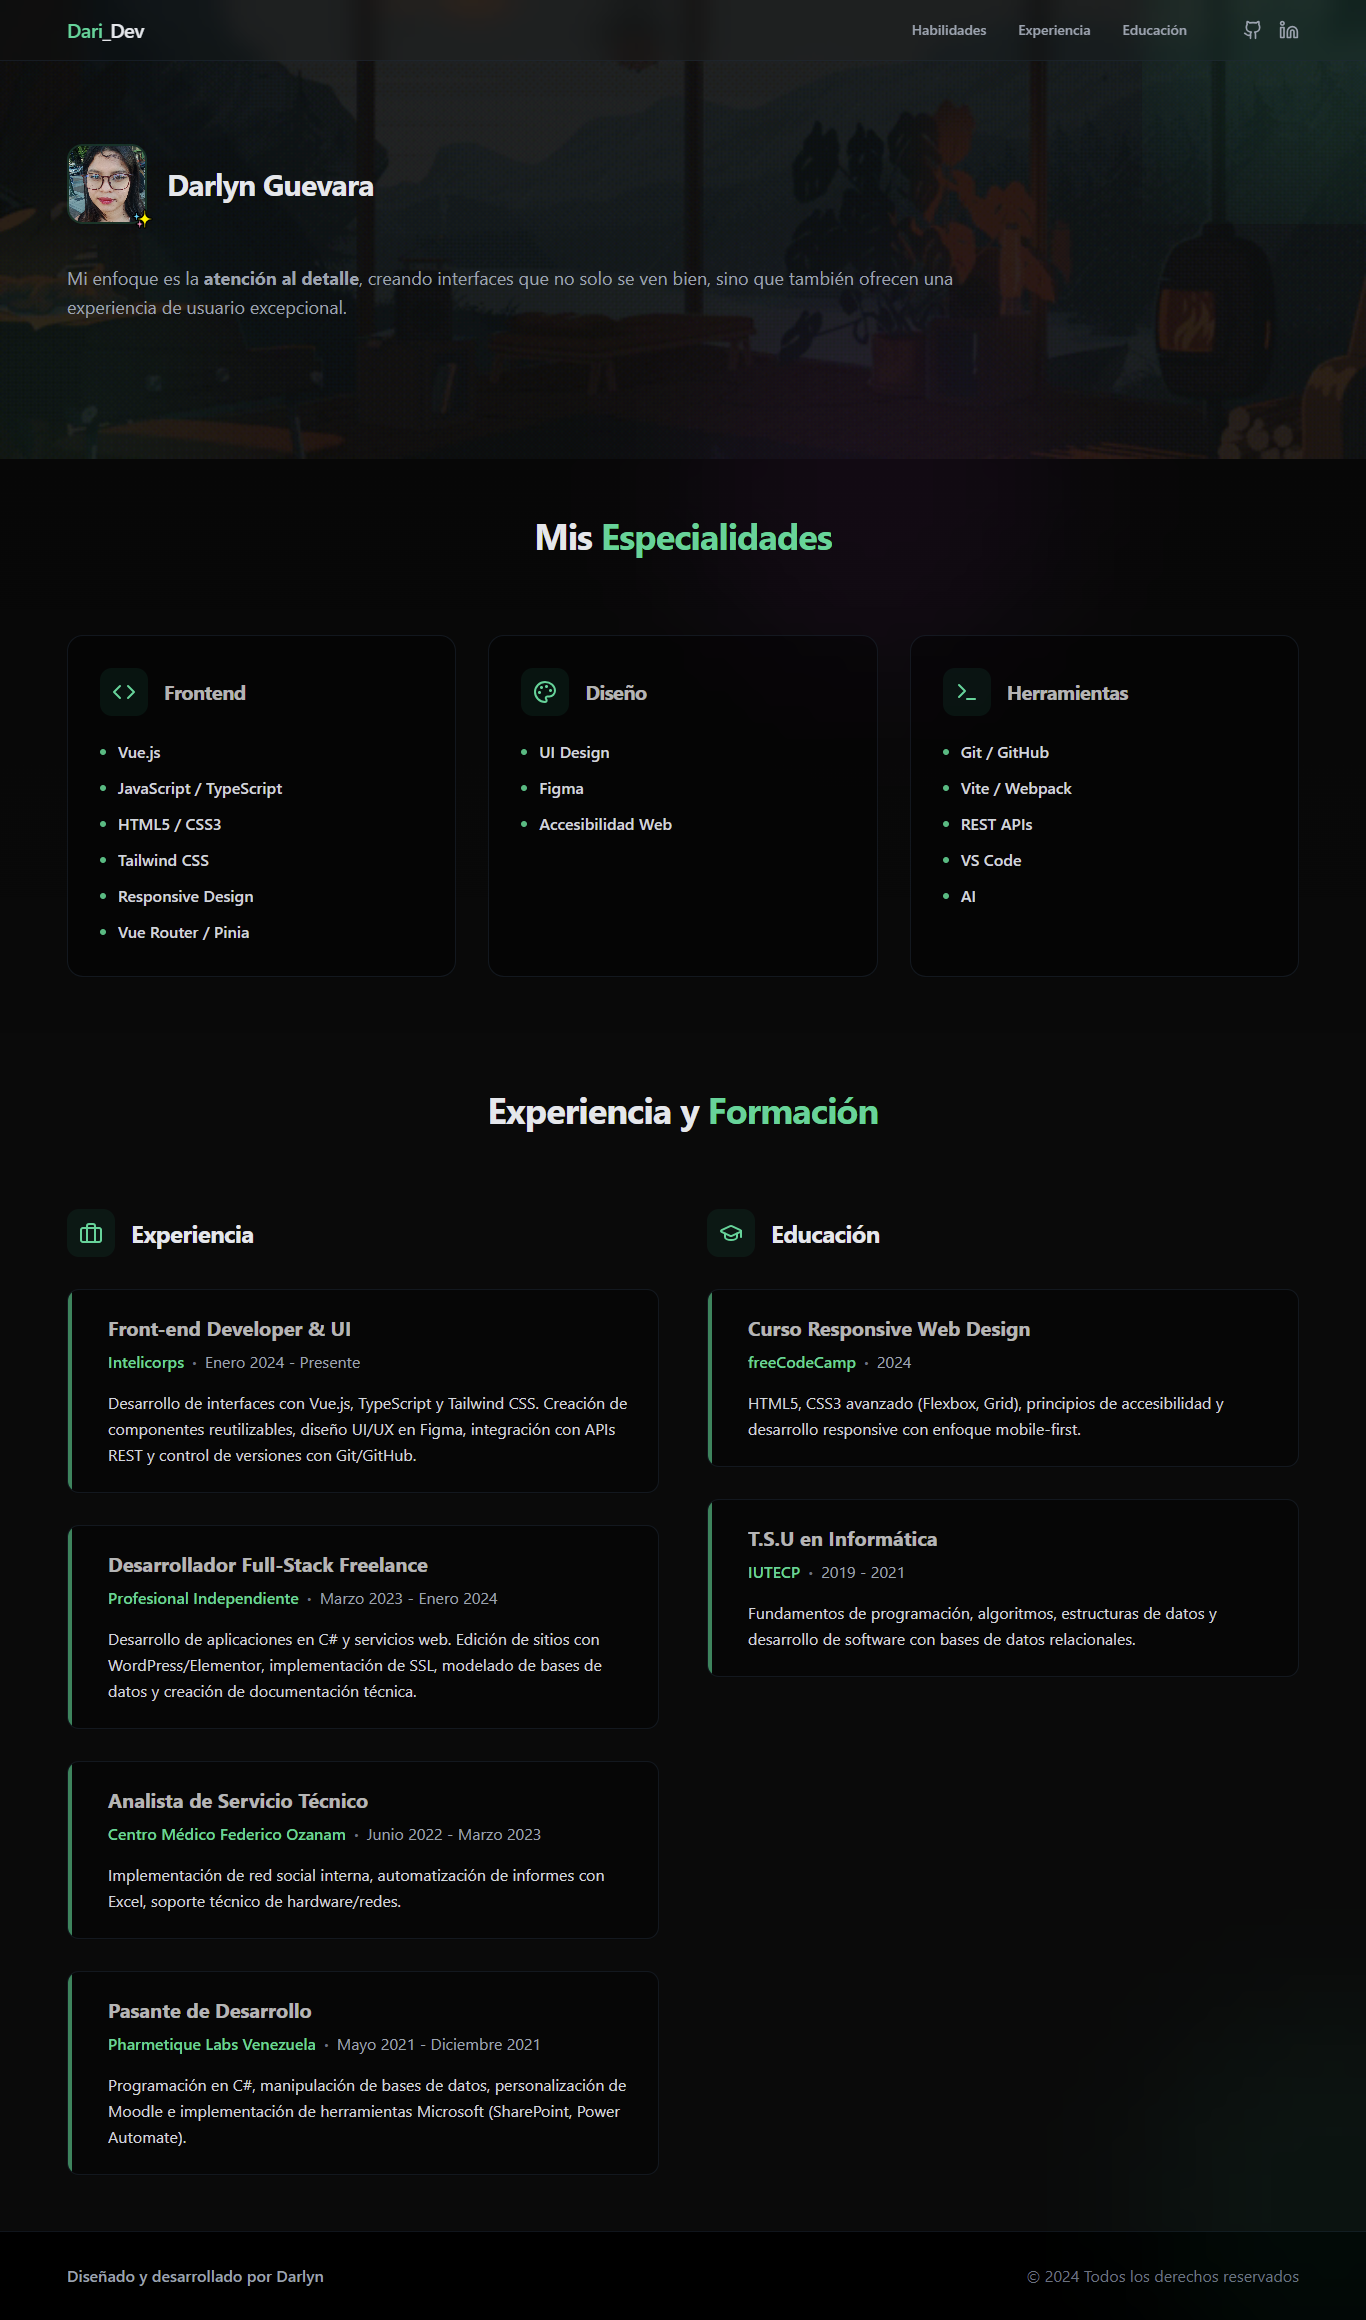 Dari_Dev
Habilidades
Experiencia
Educación
Darlyn Guevara
Mi enfoque es la atención al detalle, creando interfaces que no solo se ven bien, sino que también ofrecen una
experiencia de usuario excepcional.
Mis Especialidades
Frontend
Vue.js
JavaScript / TypeScript
HTML5 / CSS3
Tailwind CSS
Responsive Design
Vue Router / Pinia
Diseño
UI Design
Figma
Accesibilidad Web
Herramientas
Git / GitHub
Vite / Webpack
REST APIs
VS Code
AI
Experiencia y Formación
Experiencia
Front-end Developer & UI
Intelicorps • Enero 2024 - Presente
Desarrollo de interfaces con Vue.js, TypeScript y Tailwind CSS. Creación de
componentes reutilizables, diseño UI/UX en Figma, integración con APIs
REST y control de versiones con Git/GitHub.
Desarrollador Full-Stack Freelance
Profesional Independiente • Marzo 2023 - Enero 2024
Desarrollo de aplicaciones en C# y servicios web. Edición de sitios con
WordPress/Elementor, implementación de SSL, modelado de bases de
datos y creación de documentación técnica.
Analista de Servicio Técnico
Centro Médico Federico Ozanam • Junio 2022 - Marzo 2023
Implementación de red social interna, automatización de informes con
Excel, soporte técnico de hardware/redes.
Pasante de Desarrollo
Pharmetique Labs Venezuela • Mayo 2021 - Diciembre 2021
Programación en C#, manipulación de bases de datos, personalización de
Moodle e implementación de herramientas Microsoft (SharePoint, Power
Automate).
Educación
Curso Responsive Web Design
freeCodeCamp • 2024
HTML5, CSS3 avanzado (Flexbox, Grid), principios de accesibilidad y
desarrollo responsive con enfoque mobile-first.
T.S.U en Informática
IUTECP • 2019 - 2021
Fundamentos de programación, algoritmos, estructuras de datos y
desarrollo de software con bases de datos relacionales.
Diseñado y desarrollado por Darlyn
© 2024 Todos los derechos reservados